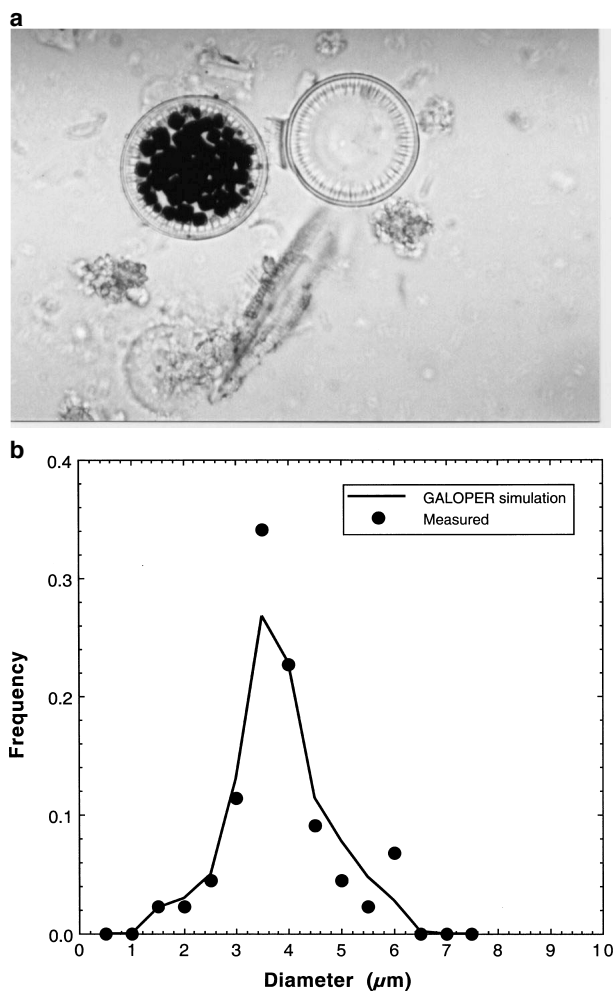 a
b
0.4
0.3
0.2
0.1
0.0
Frequency
GALOPER simulation
Measured
0 1 2 3 4 5 6 7 8 9 10
Diameter (μm)